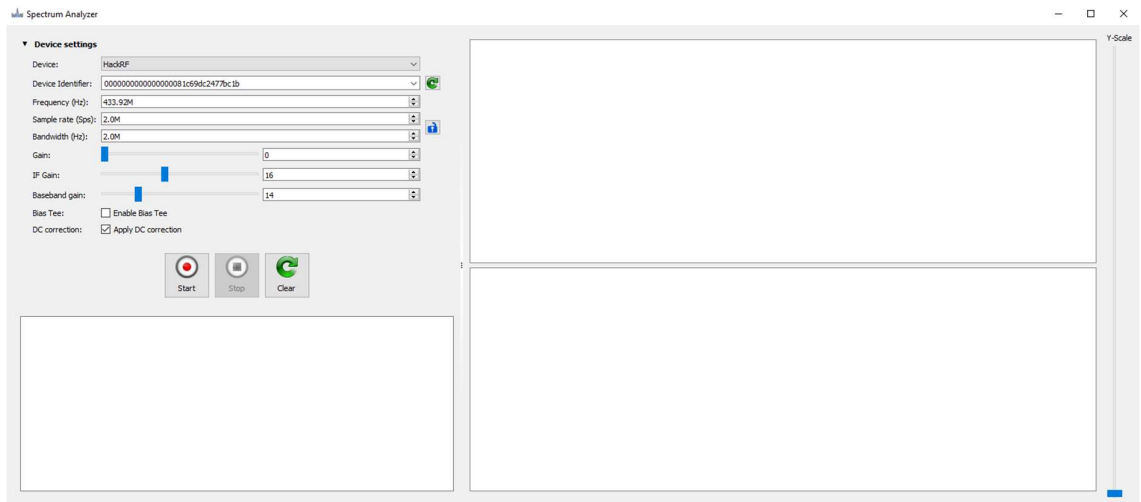 Spectrum Analyzer
Y-Scale
Device settings
Device: HackRF
Device Identifier: 0000000000000000081c69dc2477bc1b
Frequency (Hz): 433.92M
Sample rate (Sps): 2.0M
Bandwidth (Hz): 2.0M
Gain: 0
IF Gain: 16
Baseband gain: 14
Bias Tee: Enable Bias Tee
DC correction: Apply DC correction
Start Stop Clear